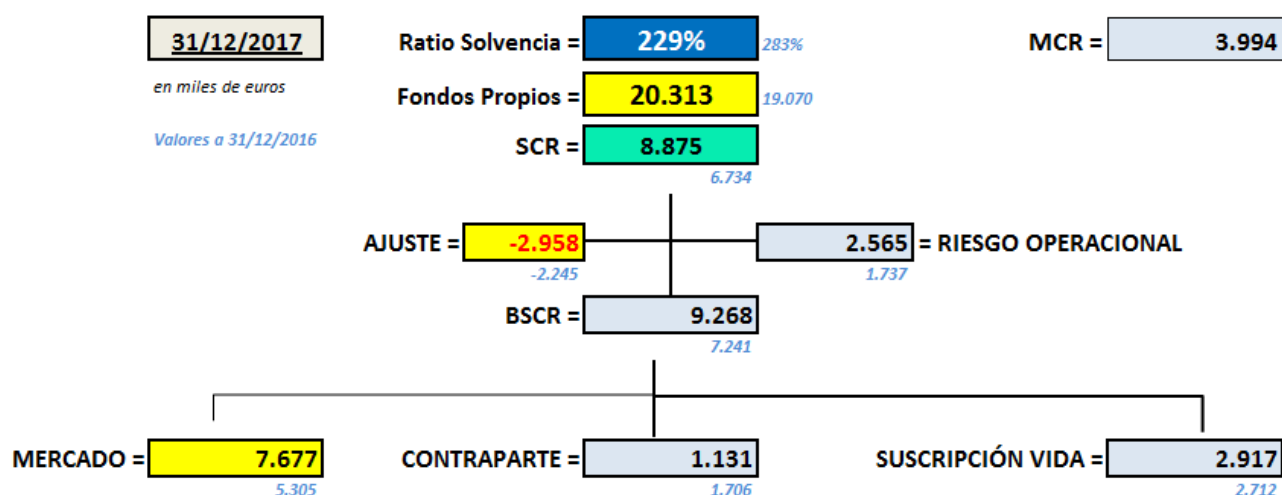 31/12/2017 Ratio Solvencia = 229% 283% MCR = 3.994
en miles de euros
Fondos Propios = 20.313 19.070
Valores a 31/12/2016
SCR = 8.875
6.734
AJUSTE = -2.958 2.565 = RIESGO OPERACIONAL
-2.245 1.737
BSCR = 9.268
7.241
MERCADO = 7.677 CONTRAPARTE = 1.131 SUSCRIPCIÓN VIDA = 2.917
5.305 1.706 2.712